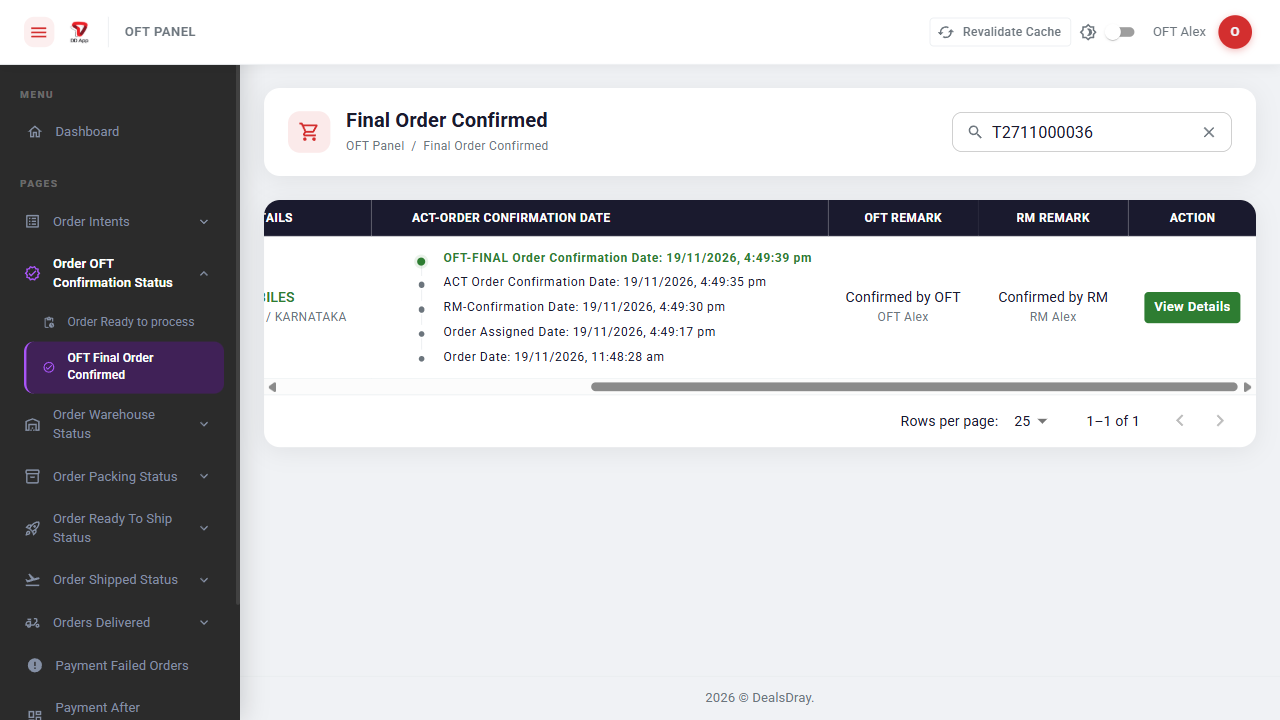 DD App
OFT PANEL
Revalidate Cache
OFT Alex
O
MENU
Dashboard
PAGES
Order Intents
Order OFT
Confirmation Status
Order Ready to process
OFT Final Order
Confirmed
Order Warehouse
Status
Order Packing Status
Order Ready To Ship
Status
Order Shipped Status
Orders Delivered
Payment Failed Orders
Payment After
Final Order Confirmed
OFT Panel / Final Order Confirmed
T2711000036
AILS
ACT-ORDER CONFIRMATION DATE
OFT REMARK
RM REMARK
ACTION
ILES
/ KARNATAKA
OFT-FINAL Order Confirmation Date: 19/11/2026, 4:49:39 pm
ACT Order Confirmation Date: 19/11/2026, 4:49:35 pm
RM-Confirmation Date: 19/11/2026, 4:49:30 pm
Order Assigned Date: 19/11/2026, 4:49:17 pm
Order Date: 19/11/2026, 11:48:28 am
Confirmed by OFT
OFT Alex
Confirmed by RM
RM Alex
View Details
Rows per page: 25
1–1 of 1
2026 © DealsDray.